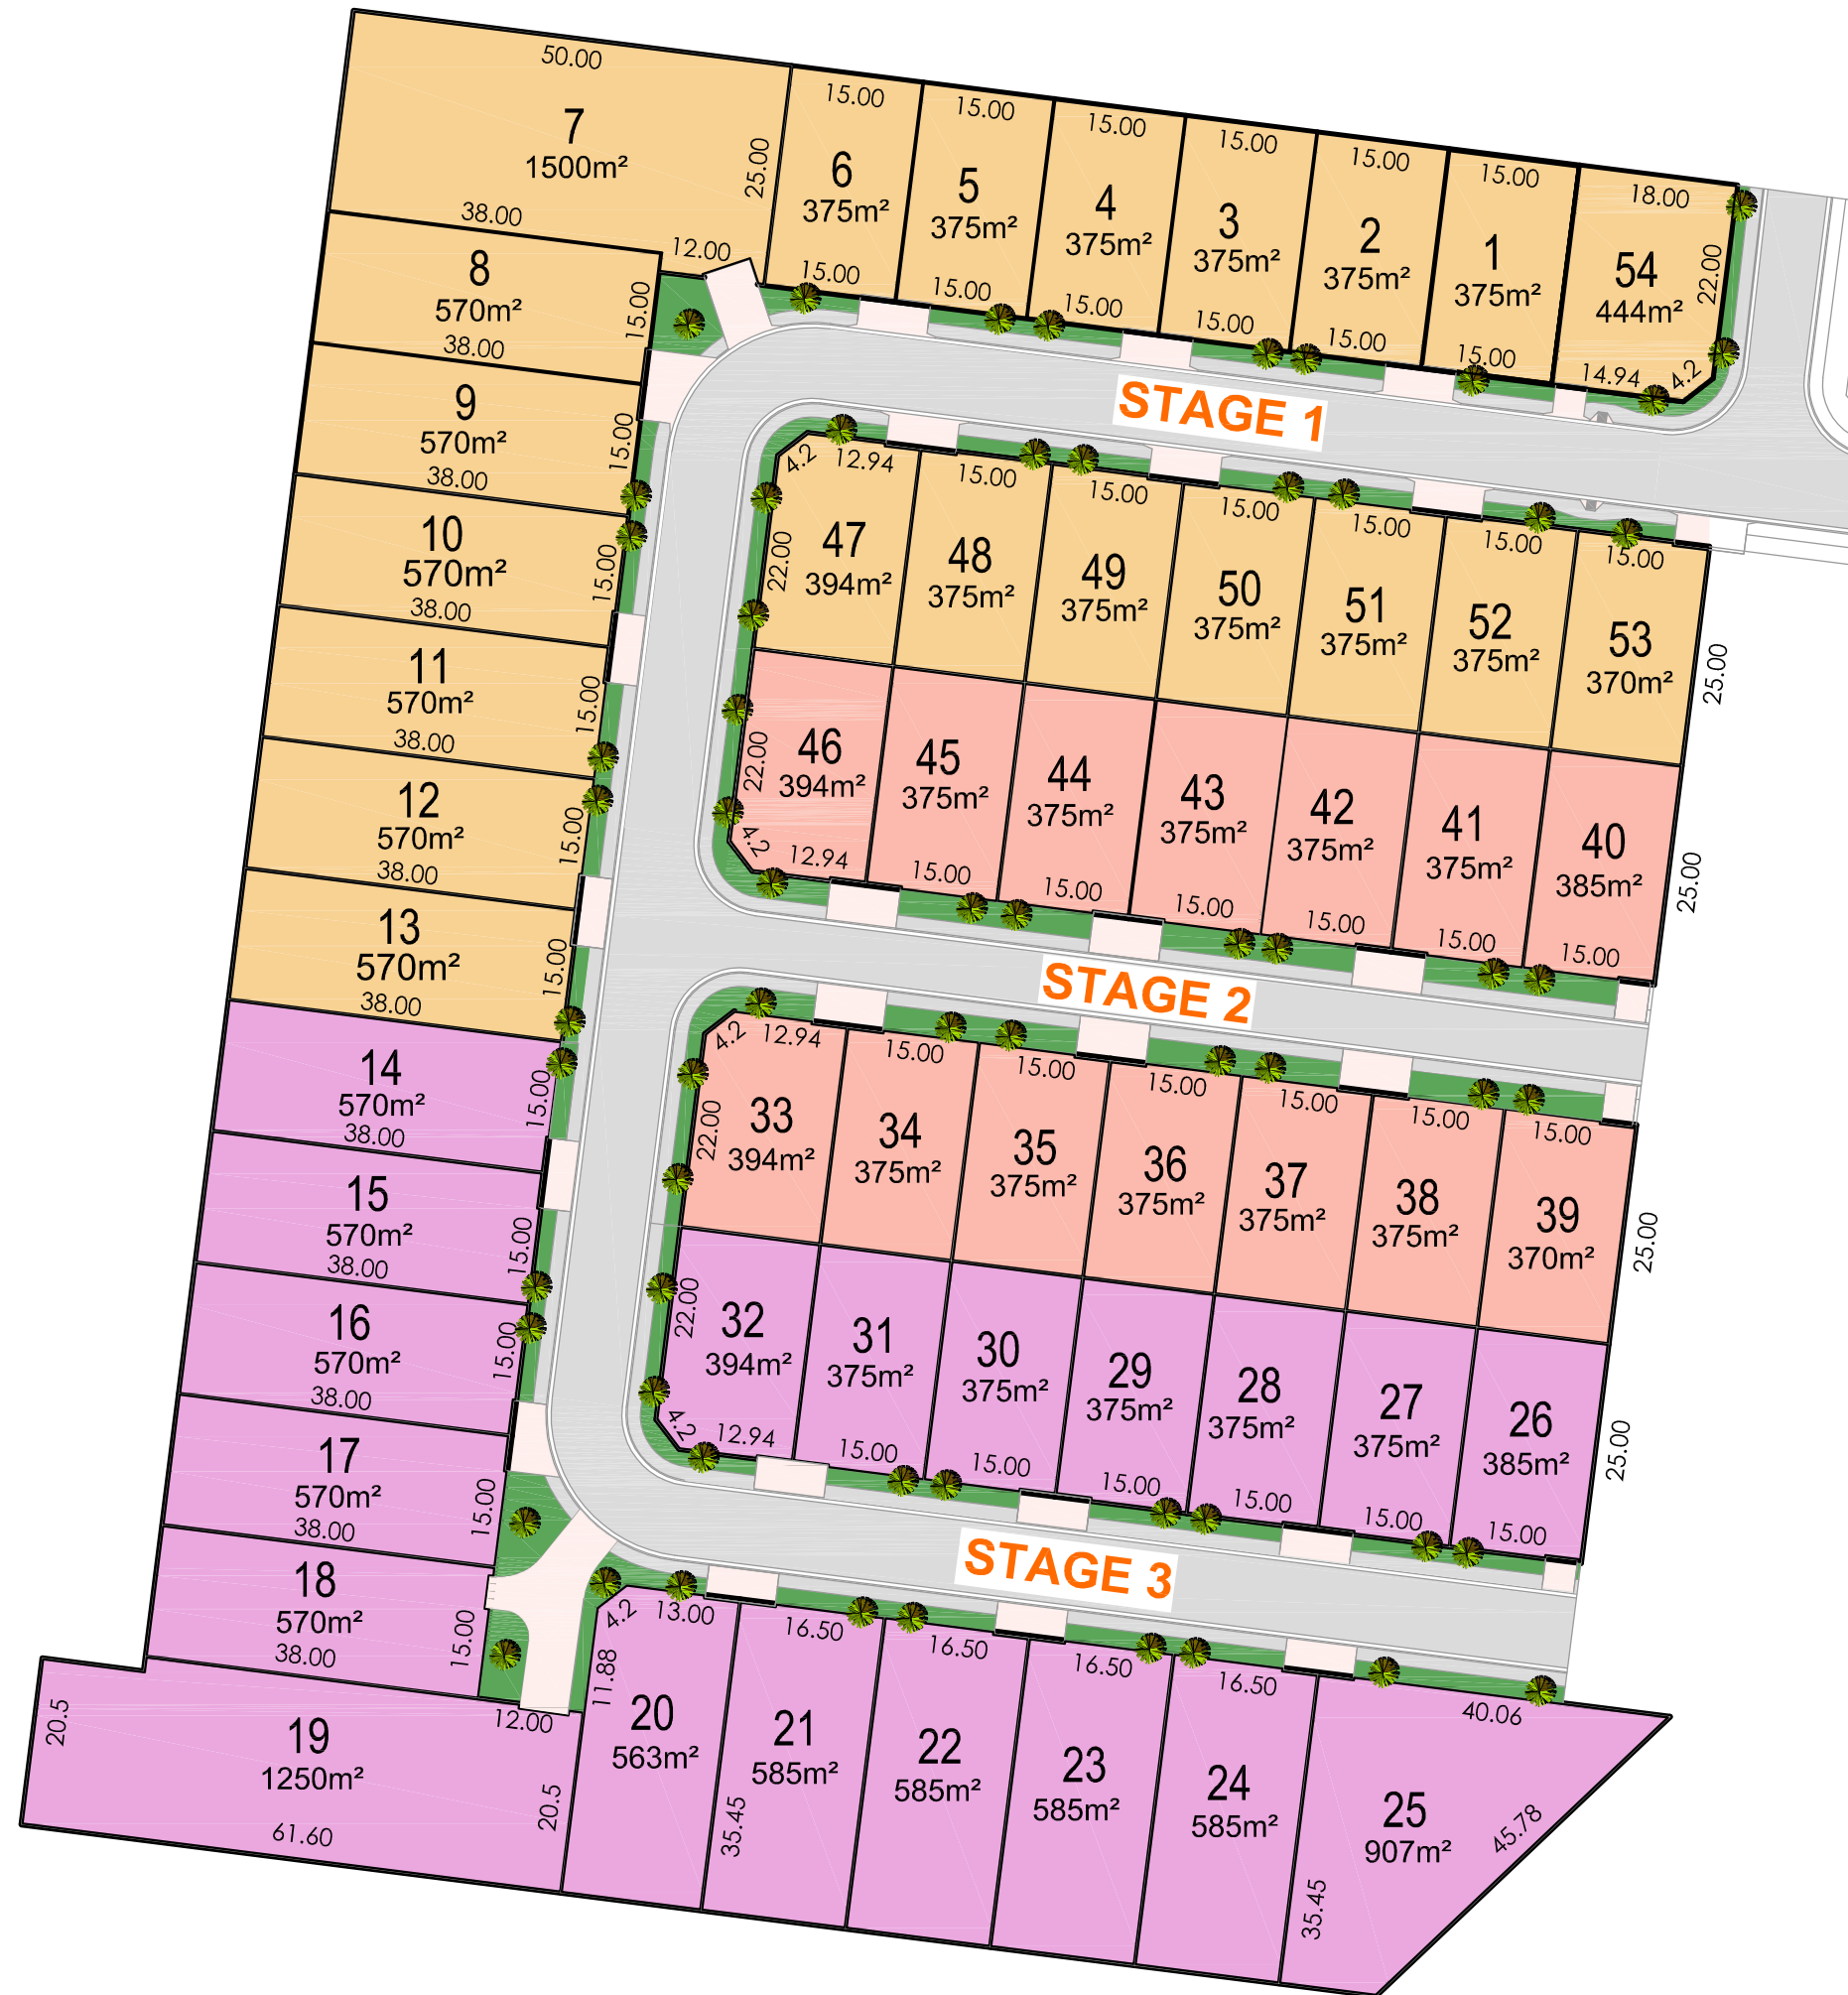 50.00
7
1500m²
25.00
38.00
12.00
15.00
6
375m²
15.00
15.00
5
375m²
15.00
15.00
4
375m²
15.00
15.00
3
375m²
15.00
15.00
2
375m²
15.00
15.00
1
375m²
15.00
18.00
54
444m²
22.00
14.94
4.2
8
570m²
15.00
38.00
9
570m²
15.00
38.00
10
570m²
15.00
38.00
11
570m²
15.00
38.00
12
570m²
15.00
38.00
13
570m²
15.00
38.00
STAGE 1
4.2
12.94
22.00
47
394m²
15.00
48
375m²
15.00
49
375m²
15.00
50
375m²
15.00
51
375m²
15.00
52
375m²
15.00
53
370m²
25.00
22.00
46
394m²
4.2
12.94
45
375m²
15.00
44
375m²
15.00
43
375m²
15.00
42
375m²
15.00
41
375m²
15.00
40
385m²
15.00
25.00
STAGE 2
14
570m²
15.00
38.00
15
570m²
15.00
38.00
16
570m²
15.00
38.00
17
570m²
15.00
38.00
18
570m²
15.00
38.00
4.2
12.94
22.00
33
394m²
15.00
34
375m²
15.00
35
375m²
15.00
36
375m²
15.00
37
375m²
15.00
38
375m²
15.00
39
370m²
25.00
22.00
32
394m²
4.2
12.94
31
375m²
15.00
30
375m²
15.00
29
375m²
15.00
28
375m²
15.00
27
375m²
15.00
26
385m²
15.00
25.00
STAGE 3
20.5
19
1250m²
12.00
20.5
61.60
4.2
13.00
11.88
20
563m²
16.50
21
585m²
35.45
16.50
22
585m²
16.50
23
585m²
16.50
24
585m²
40.06
25
907m²
45.78
35.45